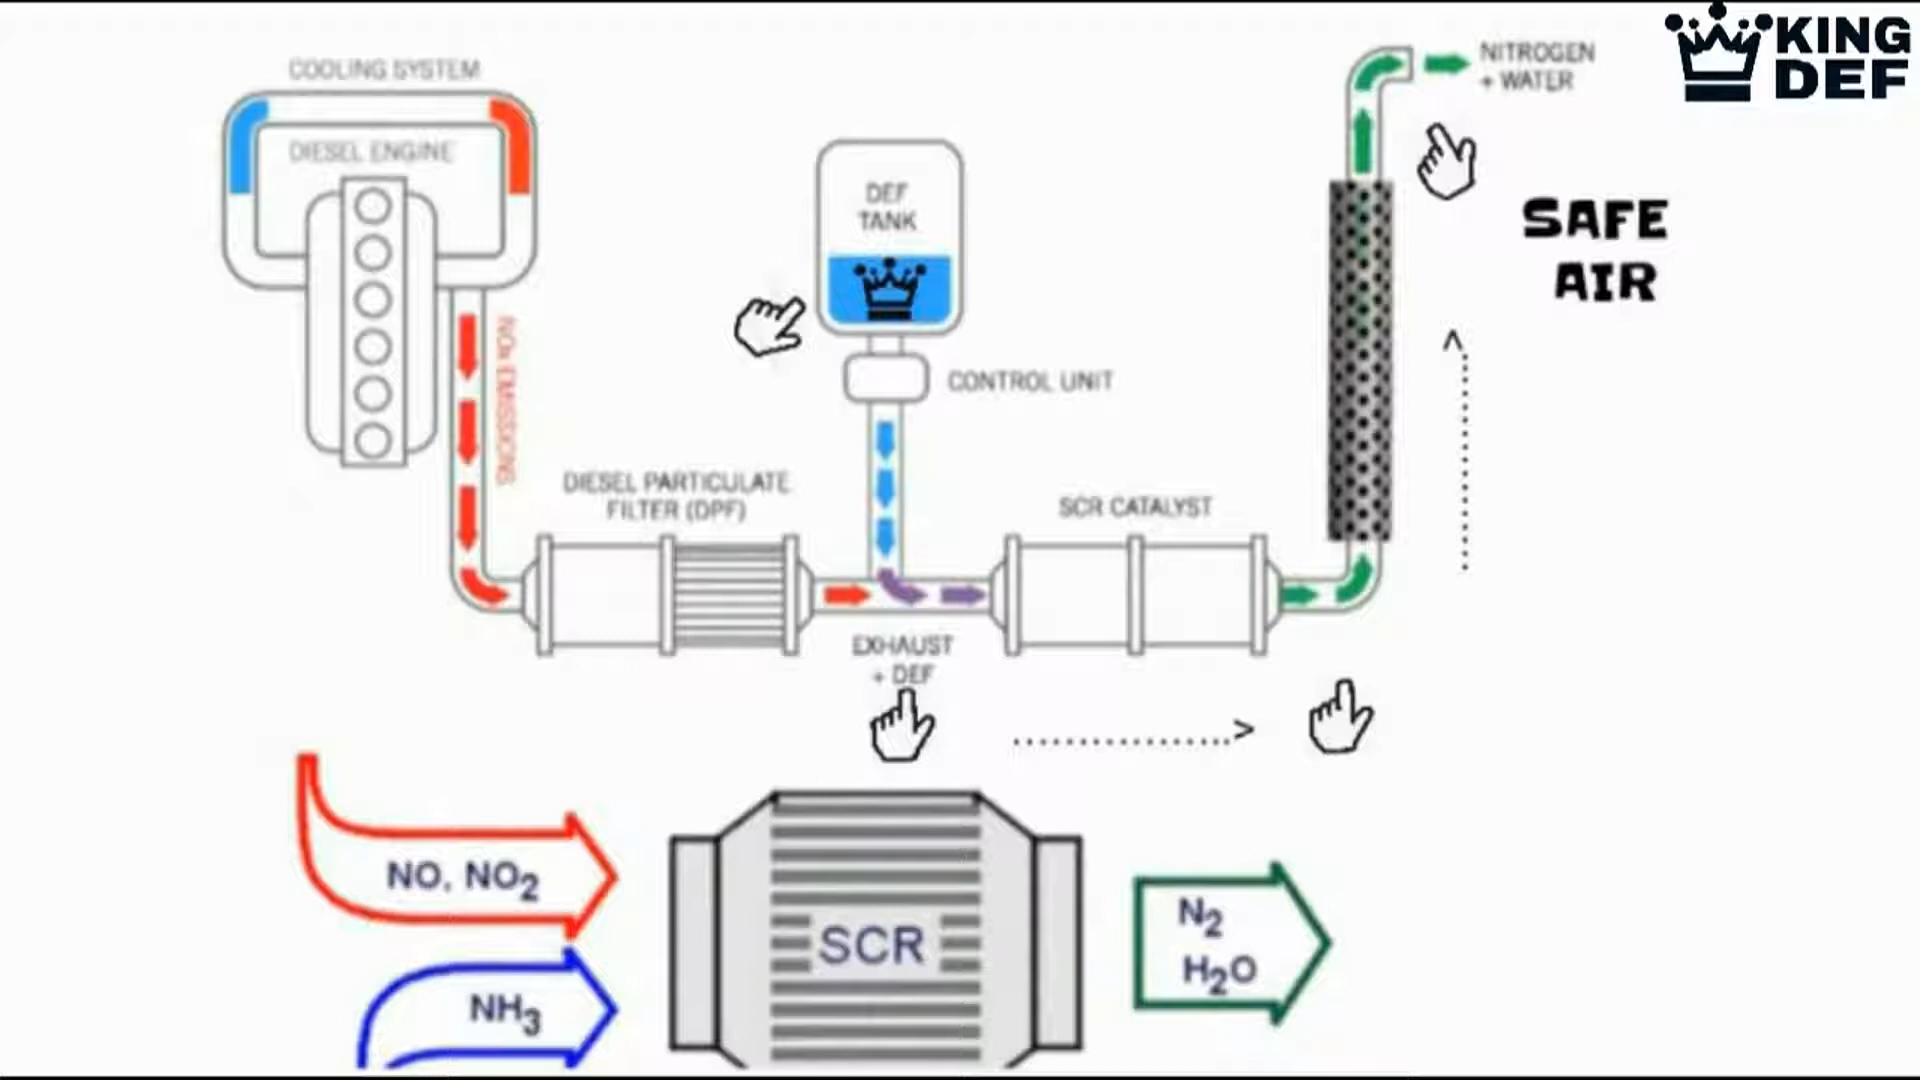 KING
DEF
COOLING SYSTEM
DIESEL ENGINE
NOx EMISSIONS
DEF
TANK
CONTROL UNIT
DIESEL PARTICULATE
FILTER (DPF)
EXHAUST
+ DEF
SCR CATALYST
NITROGEN
+ WATER
SAFE
AIR
NO, NO2
NH3
SCR
N2
H2O